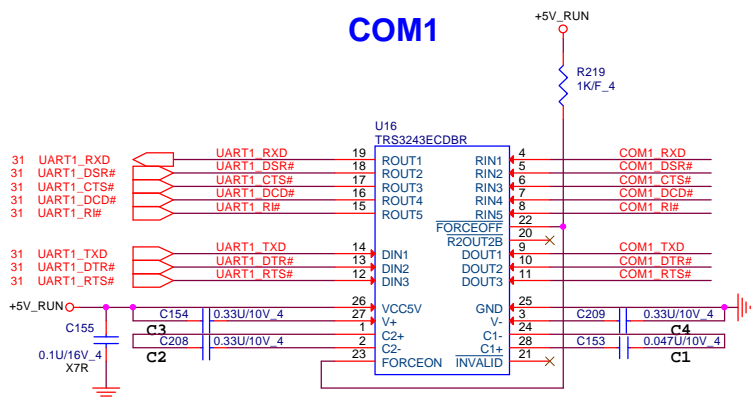 COM1
+5V_RUN
R219
1K/F_4
U16
TRS3243ECDBR
31 UART1_RXD UART1_RXD 19 ROUT1 RIN1 4 COM1_RXD
31 UART1_DSR# UART1_DSR# 18 ROUT2 RIN2 5 COM1_DSR#
31 UART1_CTS# UART1_CTS# 17 ROUT3 RIN3 6 COM1_CTS#
31 UART1_DCD# UART1_DCD# 16 ROUT4 RIN4 7 COM1_DCD#
31 UART1_RI# UART1_RI# 15 ROUT5 RIN5 8 COM1_RI#
FORCEOFF 22
R2OUT2B 20
31 UART1_TXD UART1_TXD 14 DIN1 DOUT1 9 COM1_TXD
31 UART1_DTR# UART1_DTR# 13 DIN2 DOUT2 10 COM1_DTR#
31 UART1_RTS# UART1_RTS# 12 DIN3 DOUT3 11 COM1_RTS#
+5V_RUN 26 VCC5V GND 25
C154 0.33U/10V_4 27 V+ V- 3 C209 0.33U/10V_4
C155 C3 1 C2+ C1- 24 C4
C208 0.33U/10V_4 2 C2- C1+ 28 C153 0.047U/10V_4
0.1U/16V_4 C2 23 FORCEON INVALID 21 C1
X7R